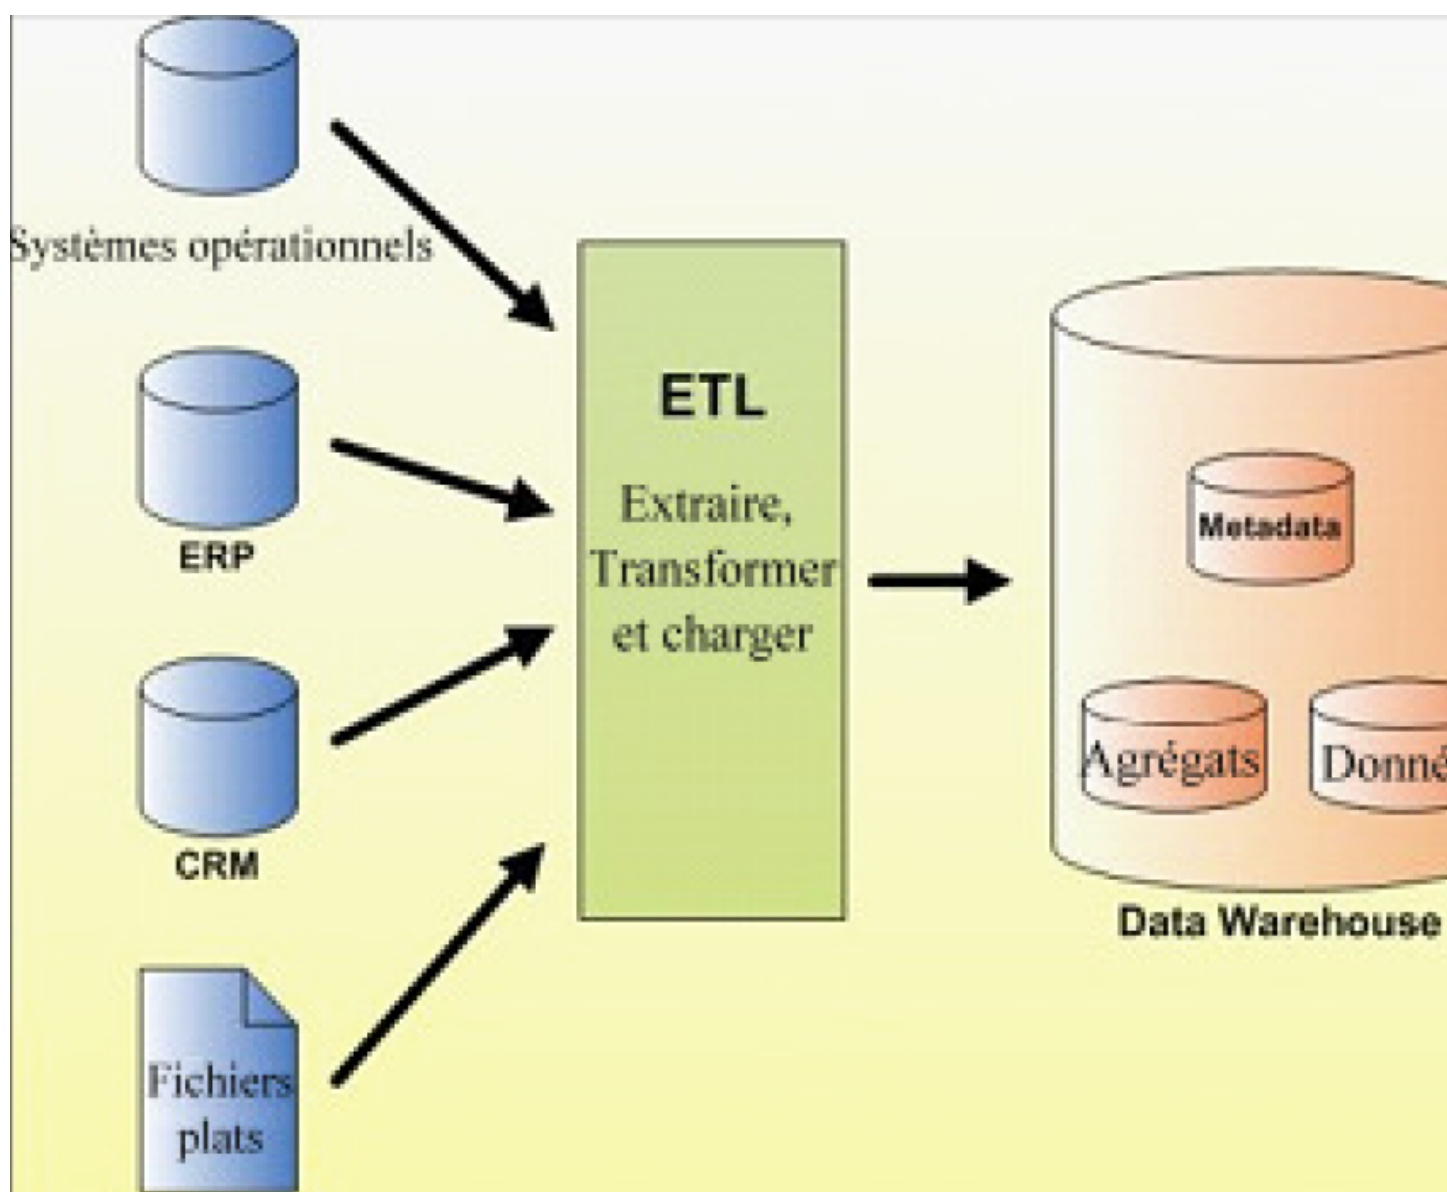 Systèmes opérationnels
ERP
CRM
Fichiers
plats
ETL
Extraire,
Transformer
et charger
Metadata
Agrégats
Data Warehouse